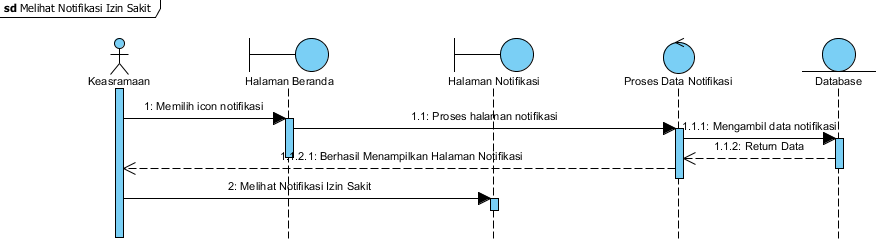 sd Melihat Notifikasi Izin Sakit
Keasramaan
Halaman Beranda
Halaman Notifikasi
Proses Data Notifikasi
Database
1: Memilih icon notifikasi
1.1: Proses halaman notifikasi
1.1.1: Mengambil data notifikasi
1.1.2: Return Data
1.1.2.1: Berhasil Menampilkan Halaman Notifikasi
2: Melihat Notifikasi Izin Sakit